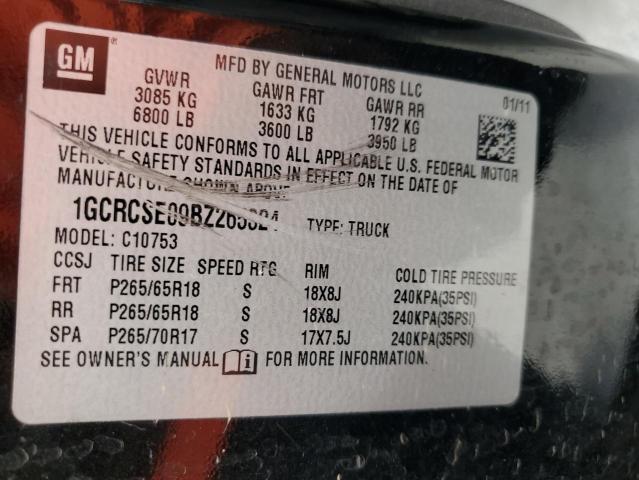 GM
MFD BY GENERAL MOTORS LLC
GVWR GAWR FRT GAWR RR 01/11
3085 KG 1633 KG 1792 KG
6800 LB 3600 LB 3950 LB
THIS VEHICLE CONFORMS TO ALL APPLICABLE U.S. FEDERAL MOTOR
VEHICLE SAFETY STANDARDS IN EFFECT ON THE DATE OF
MANUFACTURE SHOWN ABOVE
TYPE: TRUCK
MODEL: C10753
CCSJ TIRE SIZE SPEED RTG RIM COLD TIRE PRESSURE
FRT P265/65R18 S 18X8J 240KPA(35PSI)
RR P265/65R18 S 18X8J 240KPA(35PSI)
SPA P265/70R17 S 17X7.5J 240KPA(35PSI)
SEE OWNER'S MANUAL FOR MORE INFORMATION.